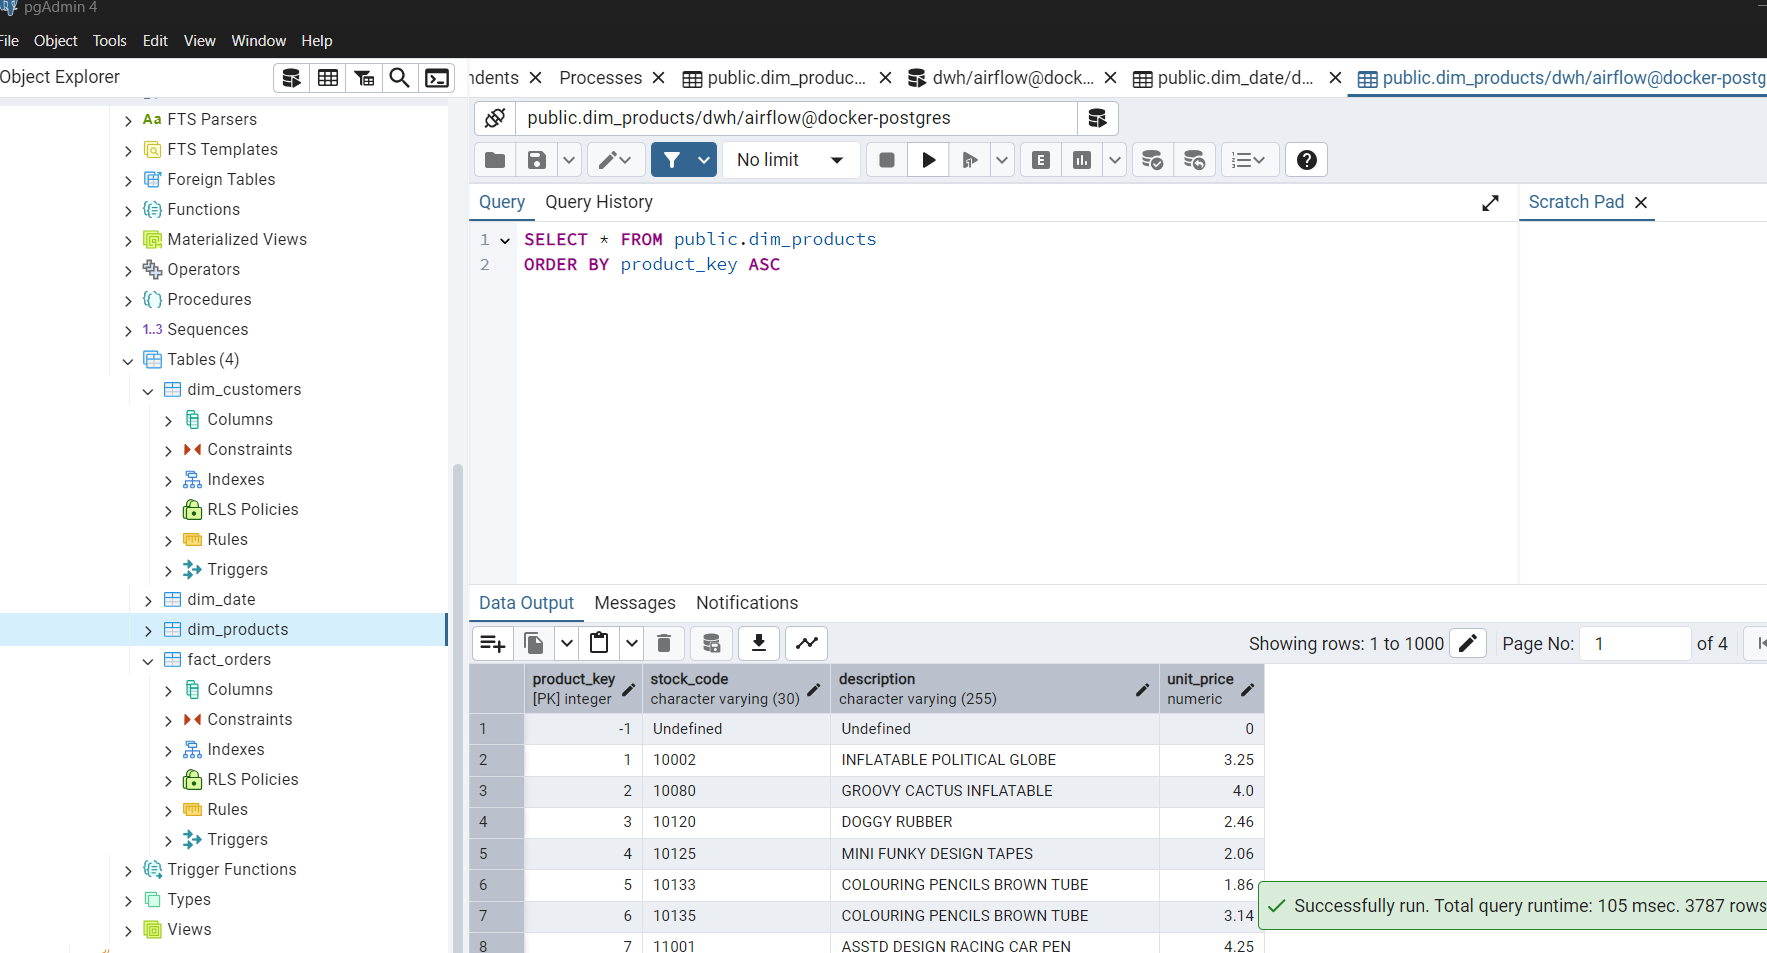 pgAdmin 4
File Object Tools Edit View Window Help
Object Explorer
ndents Processes public.dim_produc... dwh/airflow@dock... public.dim_date/d... public.dim_products/dwh/airflow@docker-postg
public.dim_products/dwh/airflow@docker-postgres
No limit
E
Query Query History
Scratch Pad
1 SELECT * FROM public.dim_products
2 ORDER BY product_key ASC
Aa FTS Parsers
FTS Templates
Foreign Tables
Functions
Materialized Views
Operators
Procedures
1..3 Sequences
Tables (4)
dim_customers
Columns
Constraints
Indexes
RLS Policies
Rules
Triggers
dim_date
dim_products
fact_orders
Columns
Constraints
Indexes
RLS Policies
Rules
Triggers
Trigger Functions
Types
Views
Data Output Messages Notifications
Showing rows: 1 to 1000 Page No: 1 of 4
product_key stock_code description unit_price
[PK] integer character varying (30) character varying (255) numeric
1 -1 Undefined Undefined 0
2 1 10002 INFLATABLE POLITICAL GLOBE 3.25
3 2 10080 GROOVY CACTUS INFLATABLE 4.0
4 3 10120 DOGGY RUBBER 2.46
5 4 10125 MINI FUNKY DESIGN TAPES 2.06
6 5 10133 COLOURING PENCILS BROWN TUBE 1.86
7 6 10135 COLOURING PENCILS BROWN TUBE 3.14
8 7 11001 ASSTD DESIGN RACING CAR PEN 4.25
Successfully run. Total query runtime: 105 msec. 3787 rows